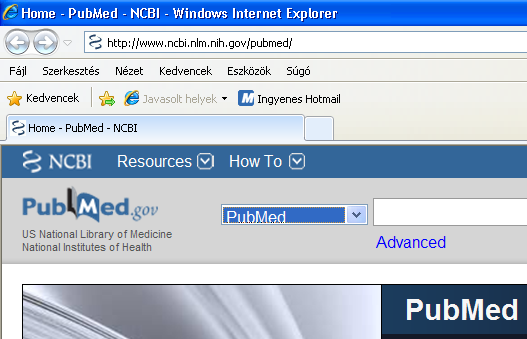 Home - PubMed - NCBI - Windows Internet Explorer
http://www.ncbi.nlm.nih.gov/pubmed/
Fájl Szerkesztés Nézet Kedvencek Eszközök Súgó
Kedvencek Javasolt helyek Ingyenes Hotmail
Home - PubMed - NCBI
NCBI Resources How To
PubMed.gov
PubMed
US National Library of Medicine
National Institutes of Health
Advanced
PubMed